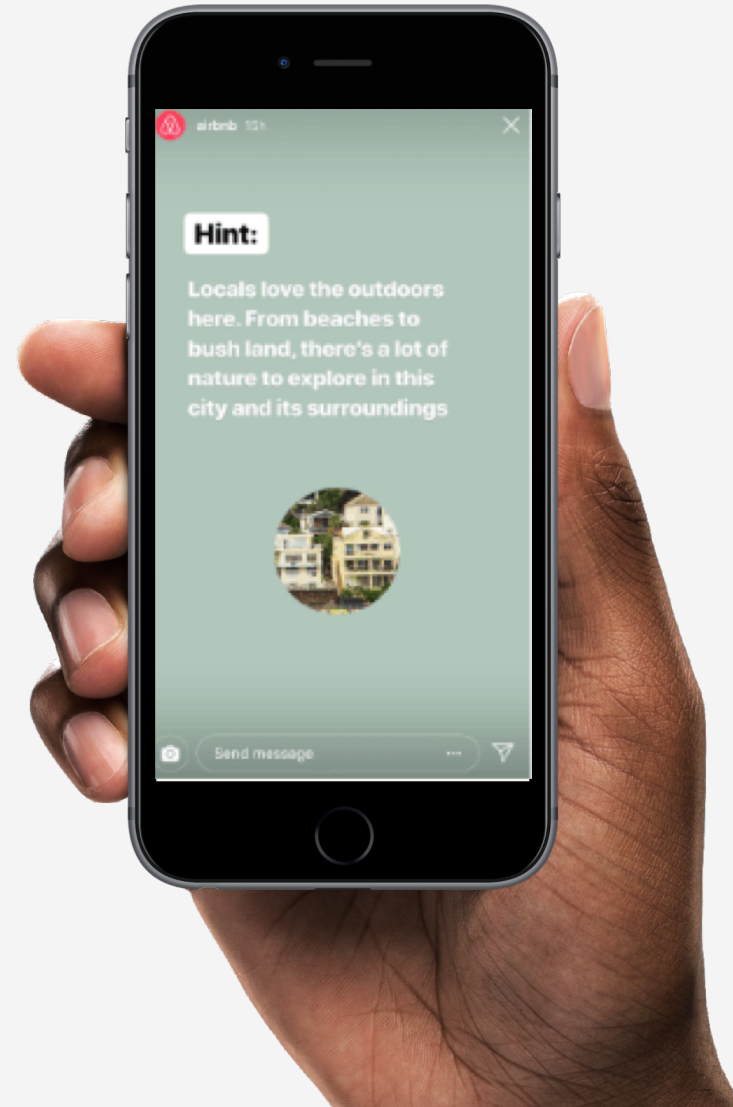 airbnb 15h
Hint:
Locals love the outdoors
here. From beaches to
bush land, there's a lot of
nature to explore in this
city and its surroundings
Send message